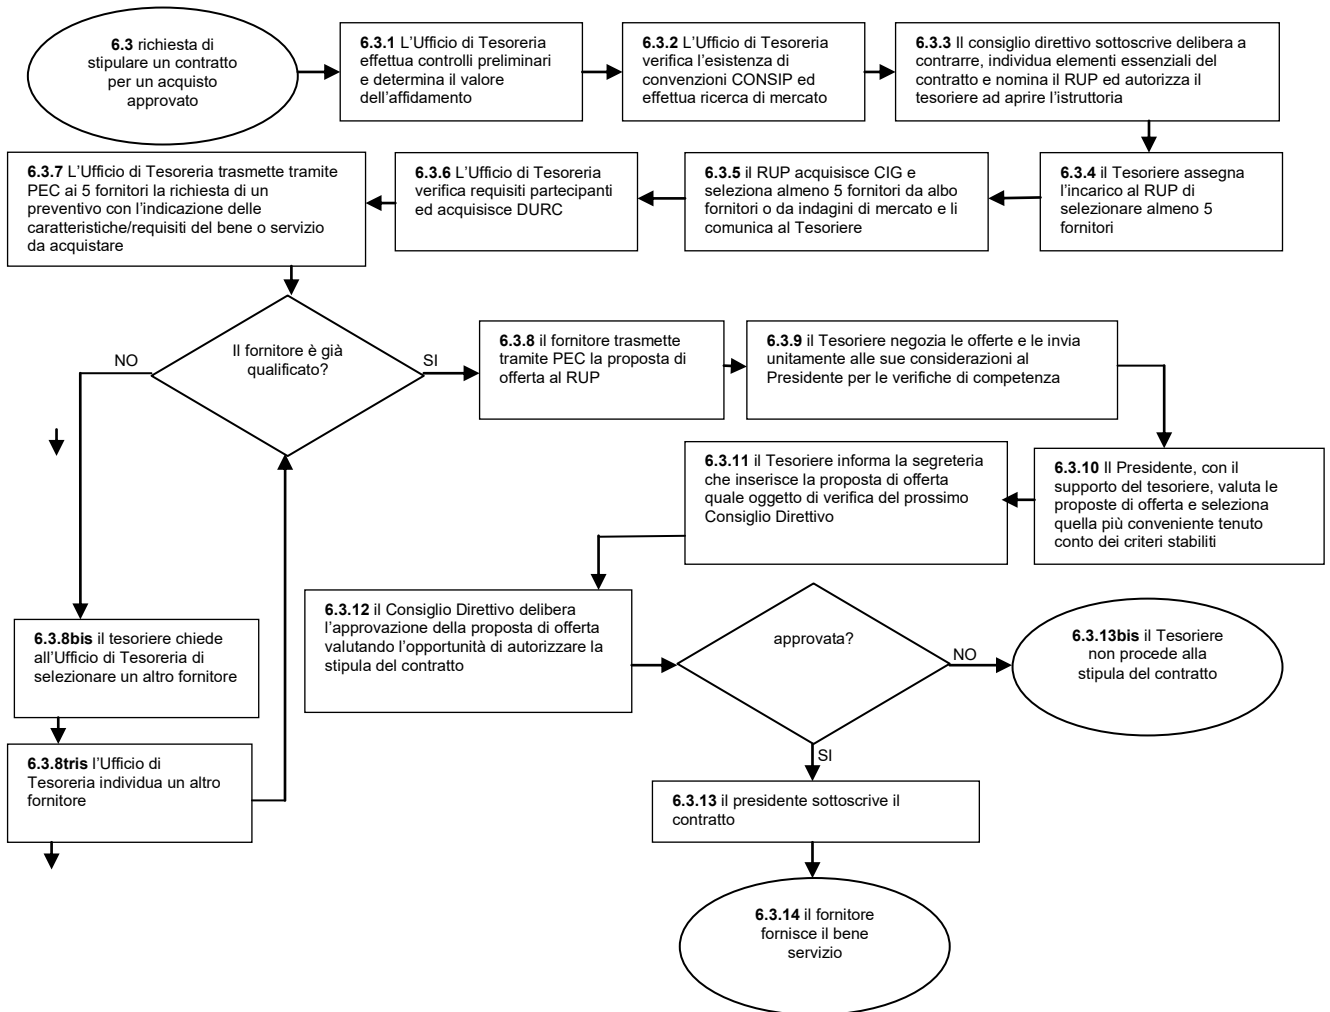 6.3 richiesta di
stipulare un contratto
per un acquisto
approvato
6.3.1 L'Ufficio di Tesoreria
effettua controlli preliminari
e determina il valore
dell'affidamento
6.3.2 L'Ufficio di Tesoreria
verifica l'esistenza di
convenzioni CONSIP ed
effettua ricerca di mercato
6.3.3 Il consiglio direttivo sottoscrive delibera a
contrarre, individua elementi essenziali del
contratto e nomina il RUP ed autorizza il
tesoriere ad aprire l'istruttoria
6.3.4 il Tesoriere assegna
l'incarico al RUP di
selezionare almeno 5
fornitori
6.3.5 il RUP acquisisce CIG e
seleziona almeno 5 fornitori da albo
fornitori o da indagini di mercato e li
comunica al Tesoriere
6.3.6 L'Ufficio di Tesoreria
verifica requisiti partecipanti
ed acquisisce DURC
6.3.7 L'Ufficio di Tesoreria trasmette tramite
PEC ai 5 fornitori la richiesta di un
preventivo con l'indicazione delle
caratteristiche/requisiti del bene o servizio
da acquistare
Il fornitore è già
qualificato?
NO
SI
6.3.8 il fornitore trasmette
tramite PEC la proposta di
offerta al RUP
6.3.9 il Tesoriere negozia le offerte e le invia
unitamente alle sue considerazioni al
Presidente per le verifiche di competenza
6.3.10 Il Presidente, con il
supporto del tesoriere, valuta le
proposte di offerta e seleziona
quella più conveniente tenuto
conto dei criteri stabiliti
6.3.11 il Tesoriere informa la segreteria
che inserisce la proposta di offerta
quale oggetto di verifica del prossimo
Consiglio Direttivo
6.3.12 il Consiglio Direttivo delibera
l'approvazione della proposta di offerta
valutando l'opportunità di autorizzare la
stipula del contratto
approvata?
NO
SI
6.3.13bis il Tesoriere
non procede alla
stipula del contratto
6.3.8bis il tesoriere chiede
all'Ufficio di Tesoreria di
selezionare un altro fornitore
6.3.8tris l'Ufficio di
Tesoreria individua un altro
fornitore
6.3.13 il presidente sottoscrive il
contratto
6.3.14 il fornitore
fornisce il bene
servizio